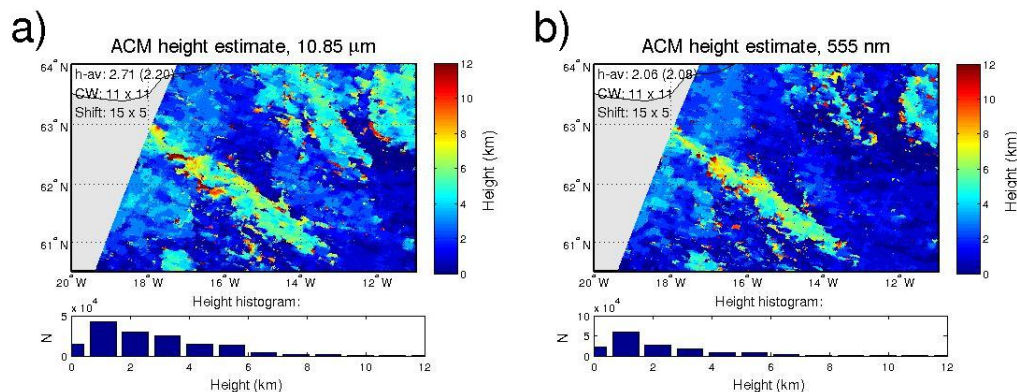 a)
ACM height estimate, 10.85 μm
h-av: 2.71 (2.20)
CW: 11 x 11
Shift: 15 x 5
64° N
63° N
62° N
61° N
20° W
18° W
16° W
14° W
12° W
12
10
8
6
4
2
0
Height (km)
Height histogram:
x 10⁴
5
0
N
0 2 4 6 8 10 12
Height (km)
b)
ACM height estimate, 555 nm
h-av: 2.06 (2.08)
CW: 11 x 11
Shift: 15 x 5
64° N
63° N
62° N
61° N
20° W
18° W
16° W
14° W
12° W
12
10
8
6
4
2
0
Height (km)
Height histogram:
x 10⁴
10
5
0
N
0 2 4 6 8 10 12
Height (km)